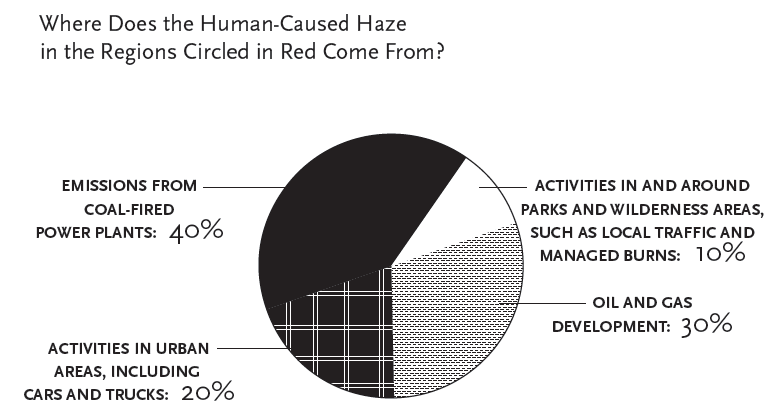 Where Does the Human-Caused Haze
in the Regions Circled in Red Come From?
EMISSIONS FROM
COAL-FIRED
POWER PLANTS: 40%
ACTIVITIES IN AND AROUND
PARKS AND WILDERNESS AREAS,
SUCH AS LOCAL TRAFFIC AND
MANAGED BURNS: 10%
OIL AND GAS
DEVELOPMENT: 30%
ACTIVITIES IN URBAN
AREAS, INCLUDING
CARS AND TRUCKS: 20%